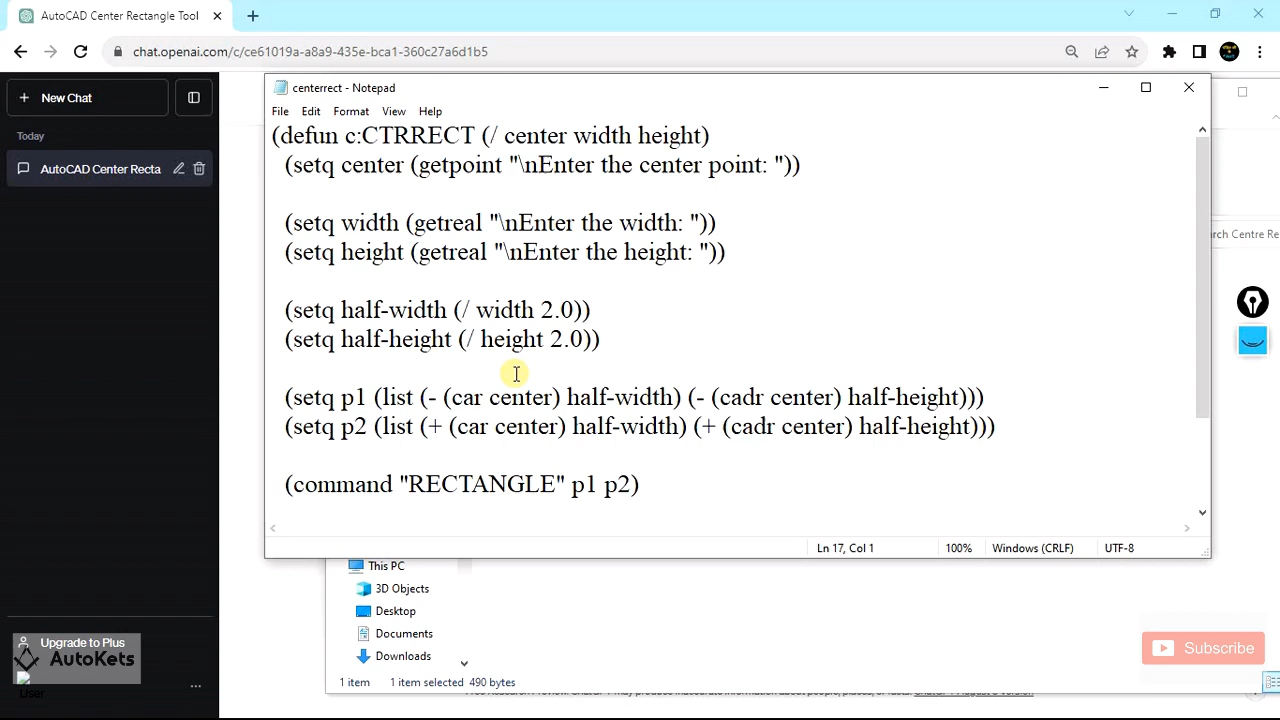 AutoCAD Center Rectangle Tool
chat.openai.com/c/ce61019a-a8a9-435e-bca1-360c27a6d1b5
New Chat
Today
AutoCAD Center Recta
centerrect - Notepad
File Edit Format View Help
(defun c:CTRRECT (/ center width height)
(setq center (getpoint "\nEnter the center point: "))
(setq width (getreal "\nEnter the width: "))
(setq height (getreal "\nEnter the height: "))
(setq half-width (/ width 2.0))
(setq half-height (/ height 2.0))
(setq p1 (list (- (car center) half-width) (- (cadr center) half-height)))
(setq p2 (list (+ (car center) half-width) (+ (cadr center) half-height)))
(command "RECTANGLE" p1 p2)
Ln 17, Col 1 100% Windows (CRLF) UTF-8
rch Centre Re
This PC
3D Objects
Desktop
Documents
Downloads
1 item 1 item selected 490 bytes
Upgrade to Plus
AutoKets
User
Subscribe